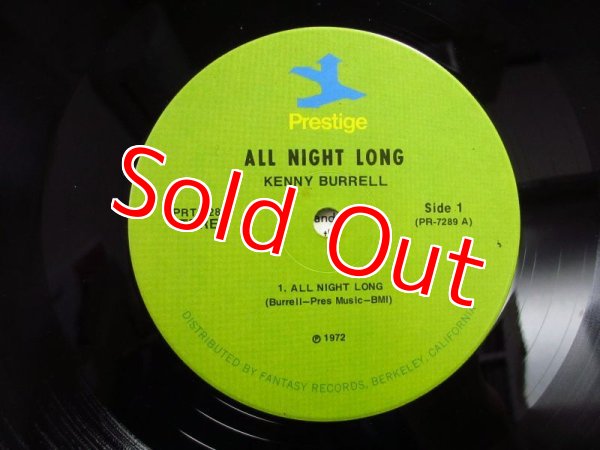 Prestige
ALL NIGHT LONG
KENNY BURRELL
Sold Out
Side 1
(PR-7289 A)
and
1. ALL NIGHT LONG
(Burrell–Pres Music–BMI)
℗ 1972
DISTRIBUTED BY FANTASY RECORDS, BERKELEY, CALIFORNIA